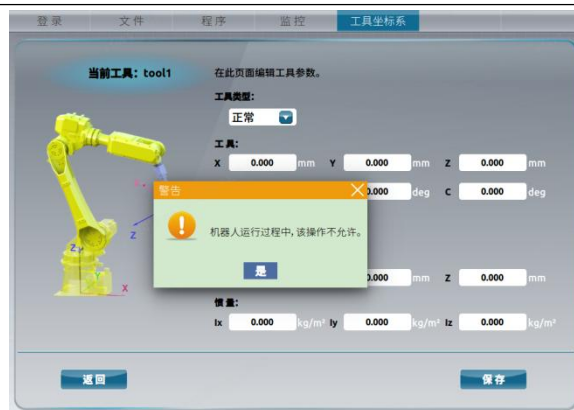 登录 文件 程序 监控 工具坐标系
当前工具：tool1
在此页面编辑工具参数。
工具类型：
正常
工具：
X 0.000 mm Y 0.000 mm Z 0.000 mm
0.000 deg C 0.000 deg
警告
机器人运行过程中，该操作不允许。
是
Z
Z
X
0.000 mm Z 0.000 mm
惯量：
Ix 0.000 kg/m² Iy 0.000 kg/m² Iz 0.000 kg/m²
返回 保存